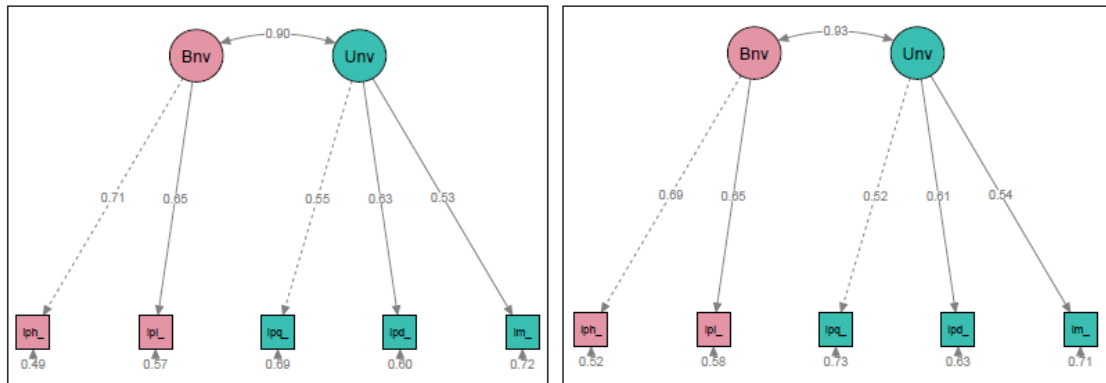 0.90
Bnv Unv
0.71 0.65 0.55 0.63 0.53
lph_ lpl_ lpq_ lpd_ lm_
0.49 0.57 0.69 0.60 0.72
0.93
Bnv Unv
0.69 0.65 0.52 0.61 0.54
lph_ lpl_ lpq_ lpd_ lm_
0.52 0.58 0.73 0.63 0.71